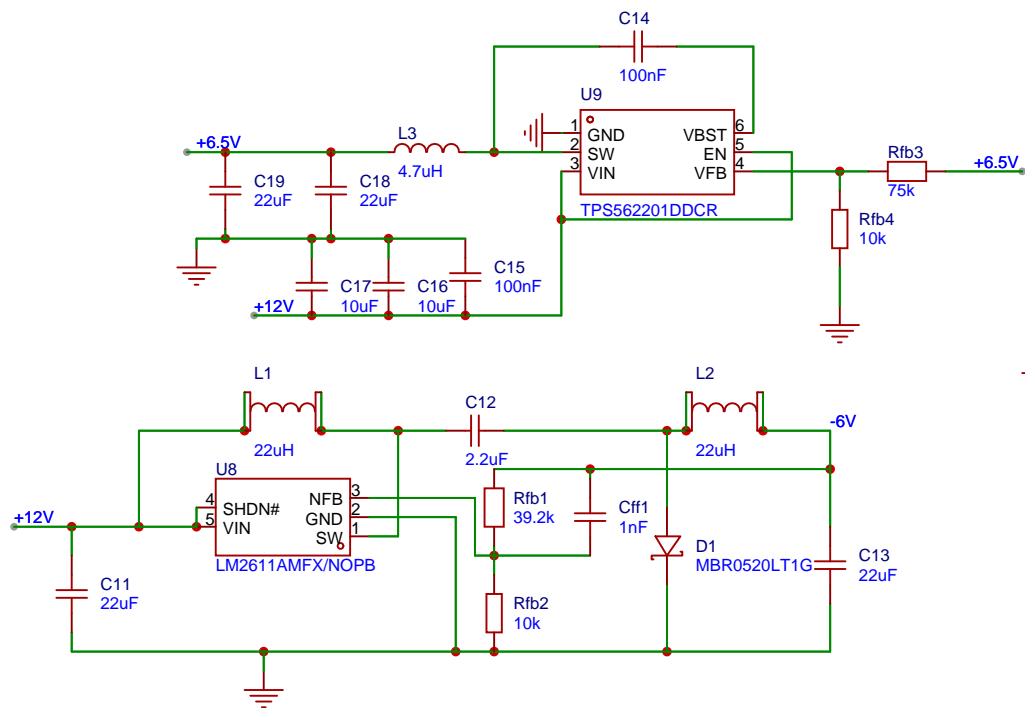 C14
100nF
U9
1 GND VBST 6
2 SW EN 5
3 VIN VFB 4
TPS562201DDCR
+6.5V
L3
4.7uH
C19
22uF
C18
22uF
Rfb3
75k
+6.5V
Rfb4
10k
C17
10uF
C16
10uF
C15
100nF
+12V
L1
22uH
C12
2.2uF
L2
22uH
-6V
U8
4 SHDN# NFB 3
5 VIN GND 2
SW 1
LM2611AMFX/NOPB
+12V
C11
22uF
Rfb1
39.2k
Cff1
1nF
Rfb2
10k
D1
MBR0520LT1G
C13
22uF